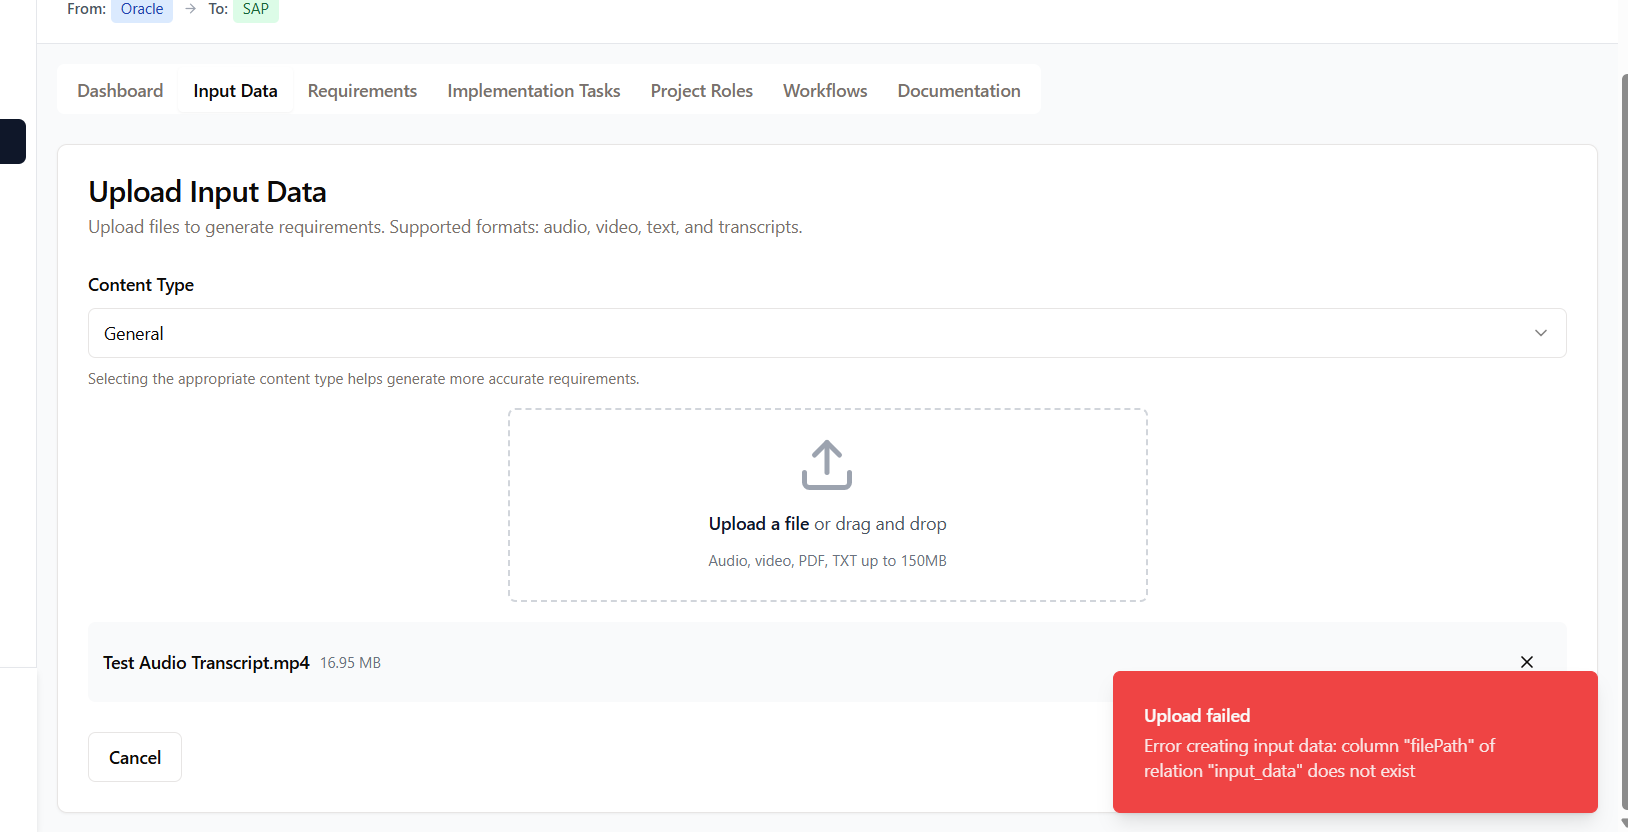 From: Oracle → To: SAP
Dashboard Input Data Requirements Implementation Tasks Project Roles Workflows Documentation
Upload Input Data
Upload files to generate requirements. Supported formats: audio, video, text, and transcripts.
Content Type
General
Selecting the appropriate content type helps generate more accurate requirements.
Upload a file or drag and drop
Audio, video, PDF, TXT up to 150MB
Test Audio Transcript.mp4 16.95 MB
Cancel
Upload failed
Error creating input data: column "filePath" of
relation "input_data" does not exist